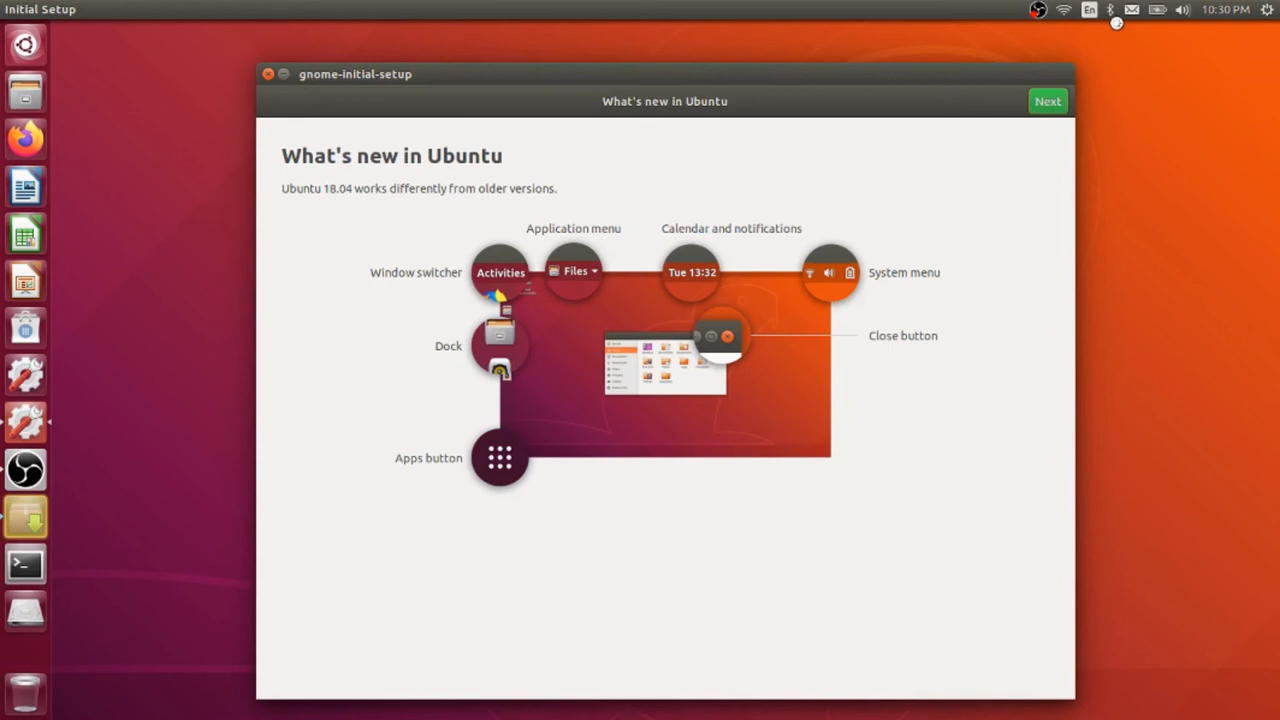 Initial Setup
En
10:30 PM
gnome-initial-setup
What's new in Ubuntu
Next
What's new in Ubuntu
Ubuntu 18.04 works differently from older versions.
Application menu
Calendar and notifications
Window switcher
Activities
Files
Tue 13:32
System menu
Dock
Close button
Apps button